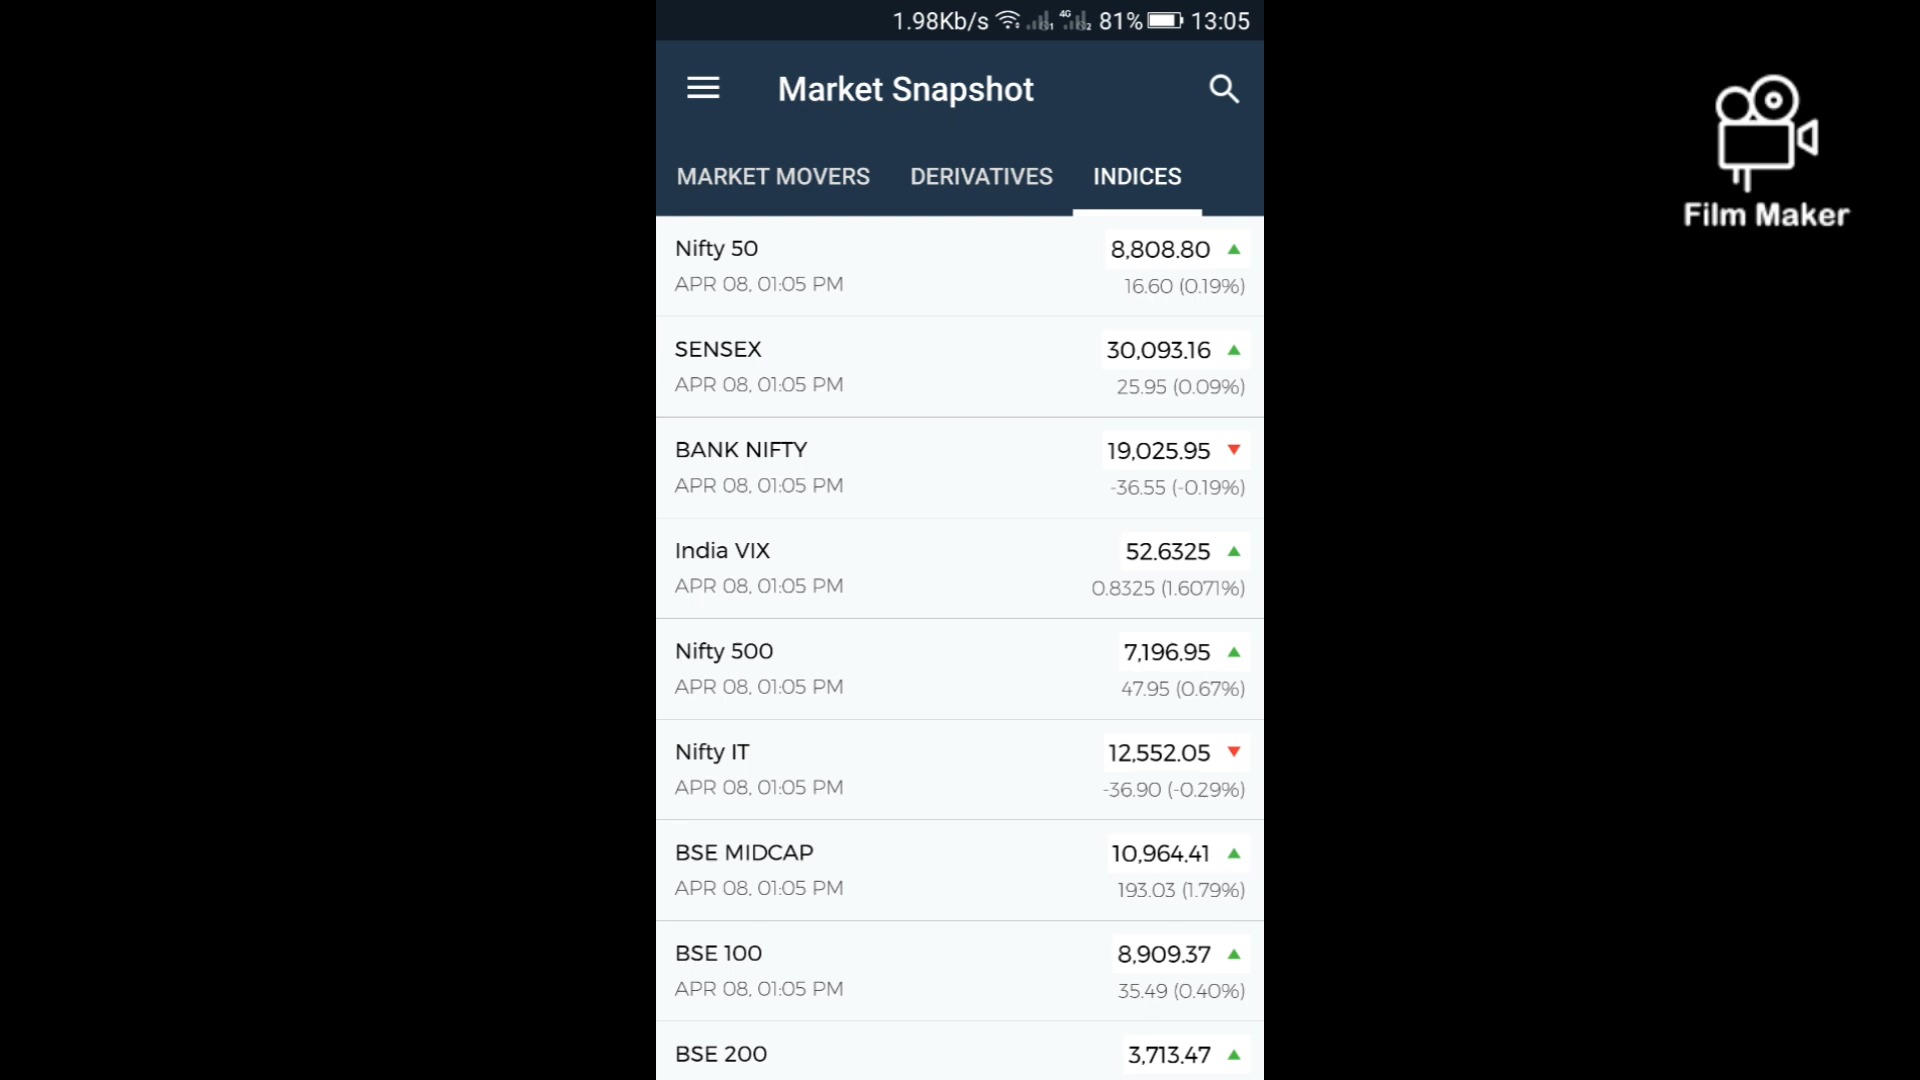 1.98Kb/s 4G 81% 13:05
Market Snapshot
MARKET MOVERS DERIVATIVES INDICES
Film Maker
Nifty 50 8,808.80
APR 08, 01:05 PM 16.60 (0.19%)
SENSEX 30,093.16
APR 08, 01:05 PM 25.95 (0.09%)
BANK NIFTY 19,025.95
APR 08, 01:05 PM -36.55 (-0.19%)
India VIX 52.6325
APR 08, 01:05 PM 0.8325 (1.6071%)
Nifty 500 7,196.95
APR 08, 01:05 PM 47.95 (0.67%)
Nifty IT 12,552.05
APR 08, 01:05 PM -36.90 (-0.29%)
BSE MIDCAP 10,964.41
APR 08, 01:05 PM 193.03 (1.79%)
BSE 100 8,909.37
APR 08, 01:05 PM 35.49 (0.40%)
BSE 200 3,713.47